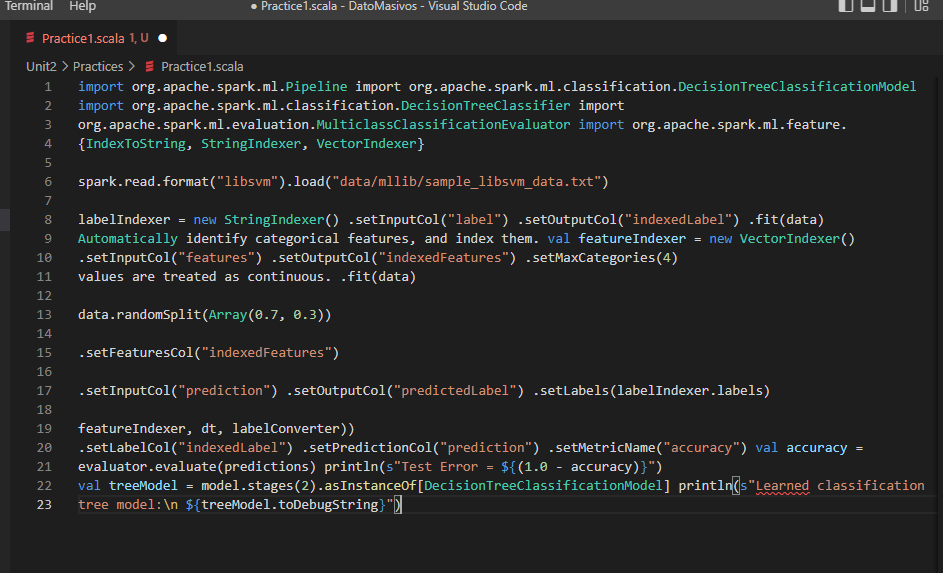 Terminal Help ● Practice1.scala - DatoMasivos - Visual Studio Code
Practice1.scala 1, U ●
Unit2 > Practices > Practice1.scala
1 import org.apache.spark.ml.Pipeline import org.apache.spark.ml.classification.DecisionTreeClassificationModel
2 import org.apache.spark.ml.classification.DecisionTreeClassifier import
3 org.apache.spark.ml.evaluation.MulticlassClassificationEvaluator import org.apache.spark.ml.feature.
4 {IndexToString, StringIndexer, VectorIndexer}
5
6 spark.read.format("libsvm").load("data/mllib/sample_libsvm_data.txt")
7
8 labelIndexer = new StringIndexer() .setInputCol("label") .setOutputCol("indexedLabel") .fit(data)
9 Automatically identify categorical features, and index them. val featureIndexer = new VectorIndexer()
10 .setInputCol("features") .setOutputCol("indexedFeatures") .setMaxCategories(4)
11 values are treated as continuous. .fit(data)
12
13 data.randomSplit(Array(0.7, 0.3))
14
15 .setFeaturesCol("indexedFeatures")
16
17 .setInputCol("prediction") .setOutputCol("predictedLabel") .setLabels(labelIndexer.labels)
18
19 featureIndexer, dt, labelConverter))
20 .setLabelCol("indexedLabel") .setPredictionCol("prediction") .setMetricName("accuracy") val accuracy =
21 evaluator.evaluate(predictions) println(s"Test Error = ${(1.0 - accuracy)}")
22 val treeModel = model.stages(2).asInstanceOf[DecisionTreeClassificationModel] println(s"Learned classification
23 tree model:\n ${treeModel.toDebugString}")